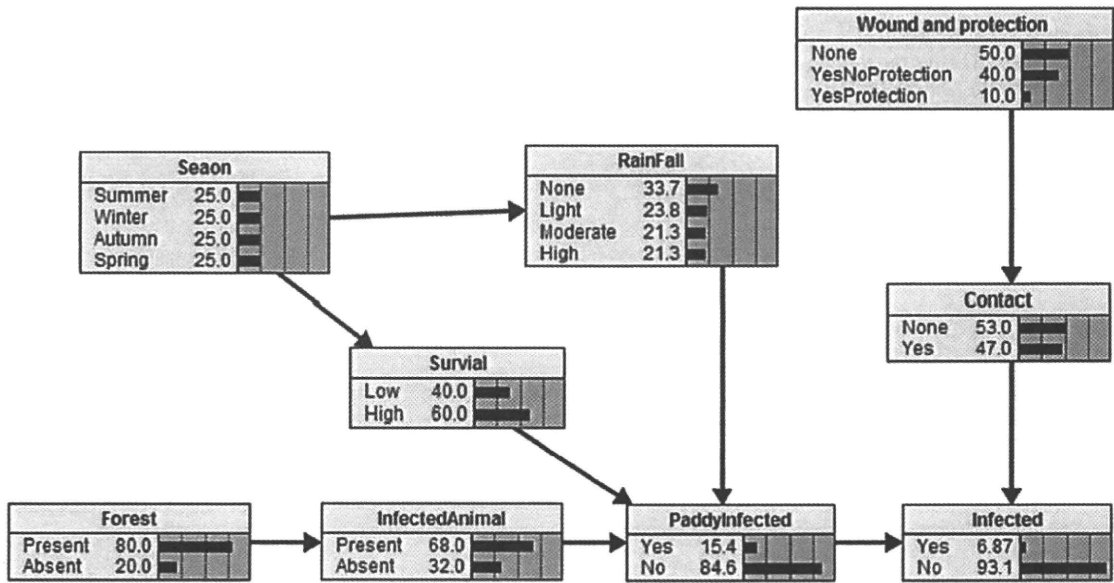 Wound and protection
None 50.0
YesNoProtection 40.0
YesProtection 10.0
Seaon
Summer 25.0
Winter 25.0
Autumn 25.0
Spring 25.0
RainFall
None 33.7
Light 23.8
Moderate 21.3
High 21.3
Contact
None 53.0
Yes 47.0
Survial
Low 40.0
High 60.0
Forest
Present 80.0
Absent 20.0
InfectedAnimal
Present 68.0
Absent 32.0
PaddyInfected
Yes 15.4
No 84.6
Infected
Yes 6.87
No 93.1